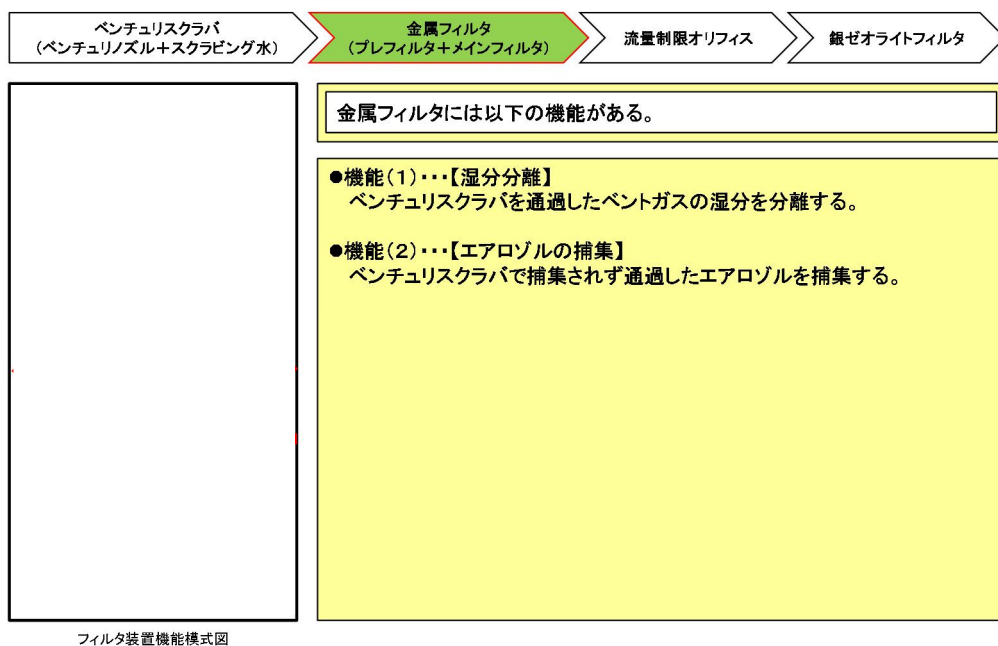 ベンチュリスクラバ
（ベンチュリノズル＋スクラビング水）
金属フィルタ
（プレフィルタ＋メインフィルタ）
流量制限オリフィス
銀ゼオライトフィルタ
金属フィルタには以下の機能がある。
●機能（１）・・・【湿分分離】
ベンチュリスクラバを通過したベントガスの湿分を分離する。
●機能（２）・・・【エアロゾルの捕集】
ベンチュリスクラバで捕集されず通過したエアロゾルを捕集する。
フィルタ装置機能模式図